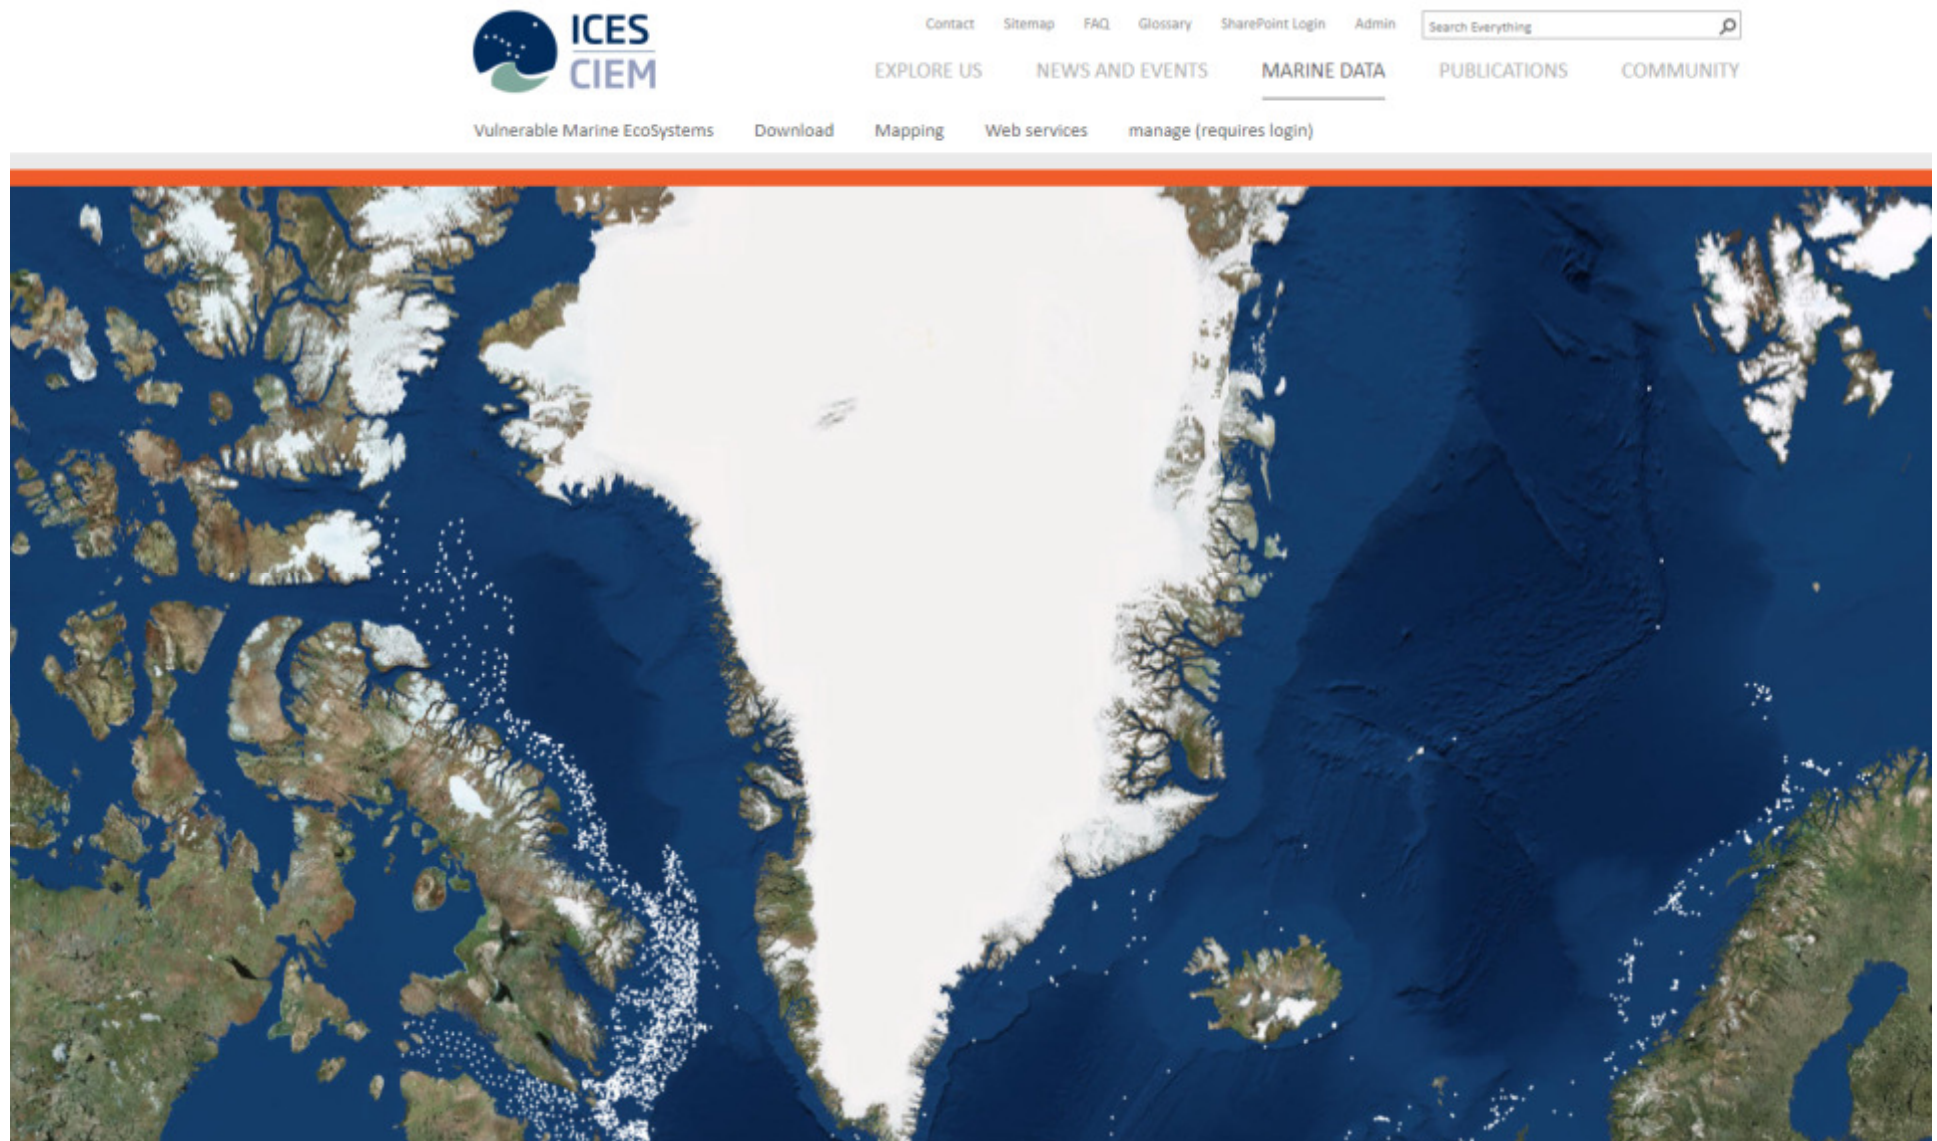 ICES
CIEM
Contact Sitemap FAQ Glossary SharePoint Login Admin
Search Everything
EXPLORE US NEWS AND EVENTS MARINE DATA PUBLICATIONS COMMUNITY
Vulnerable Marine EcoSystems Download Mapping Web services manage (requires login)